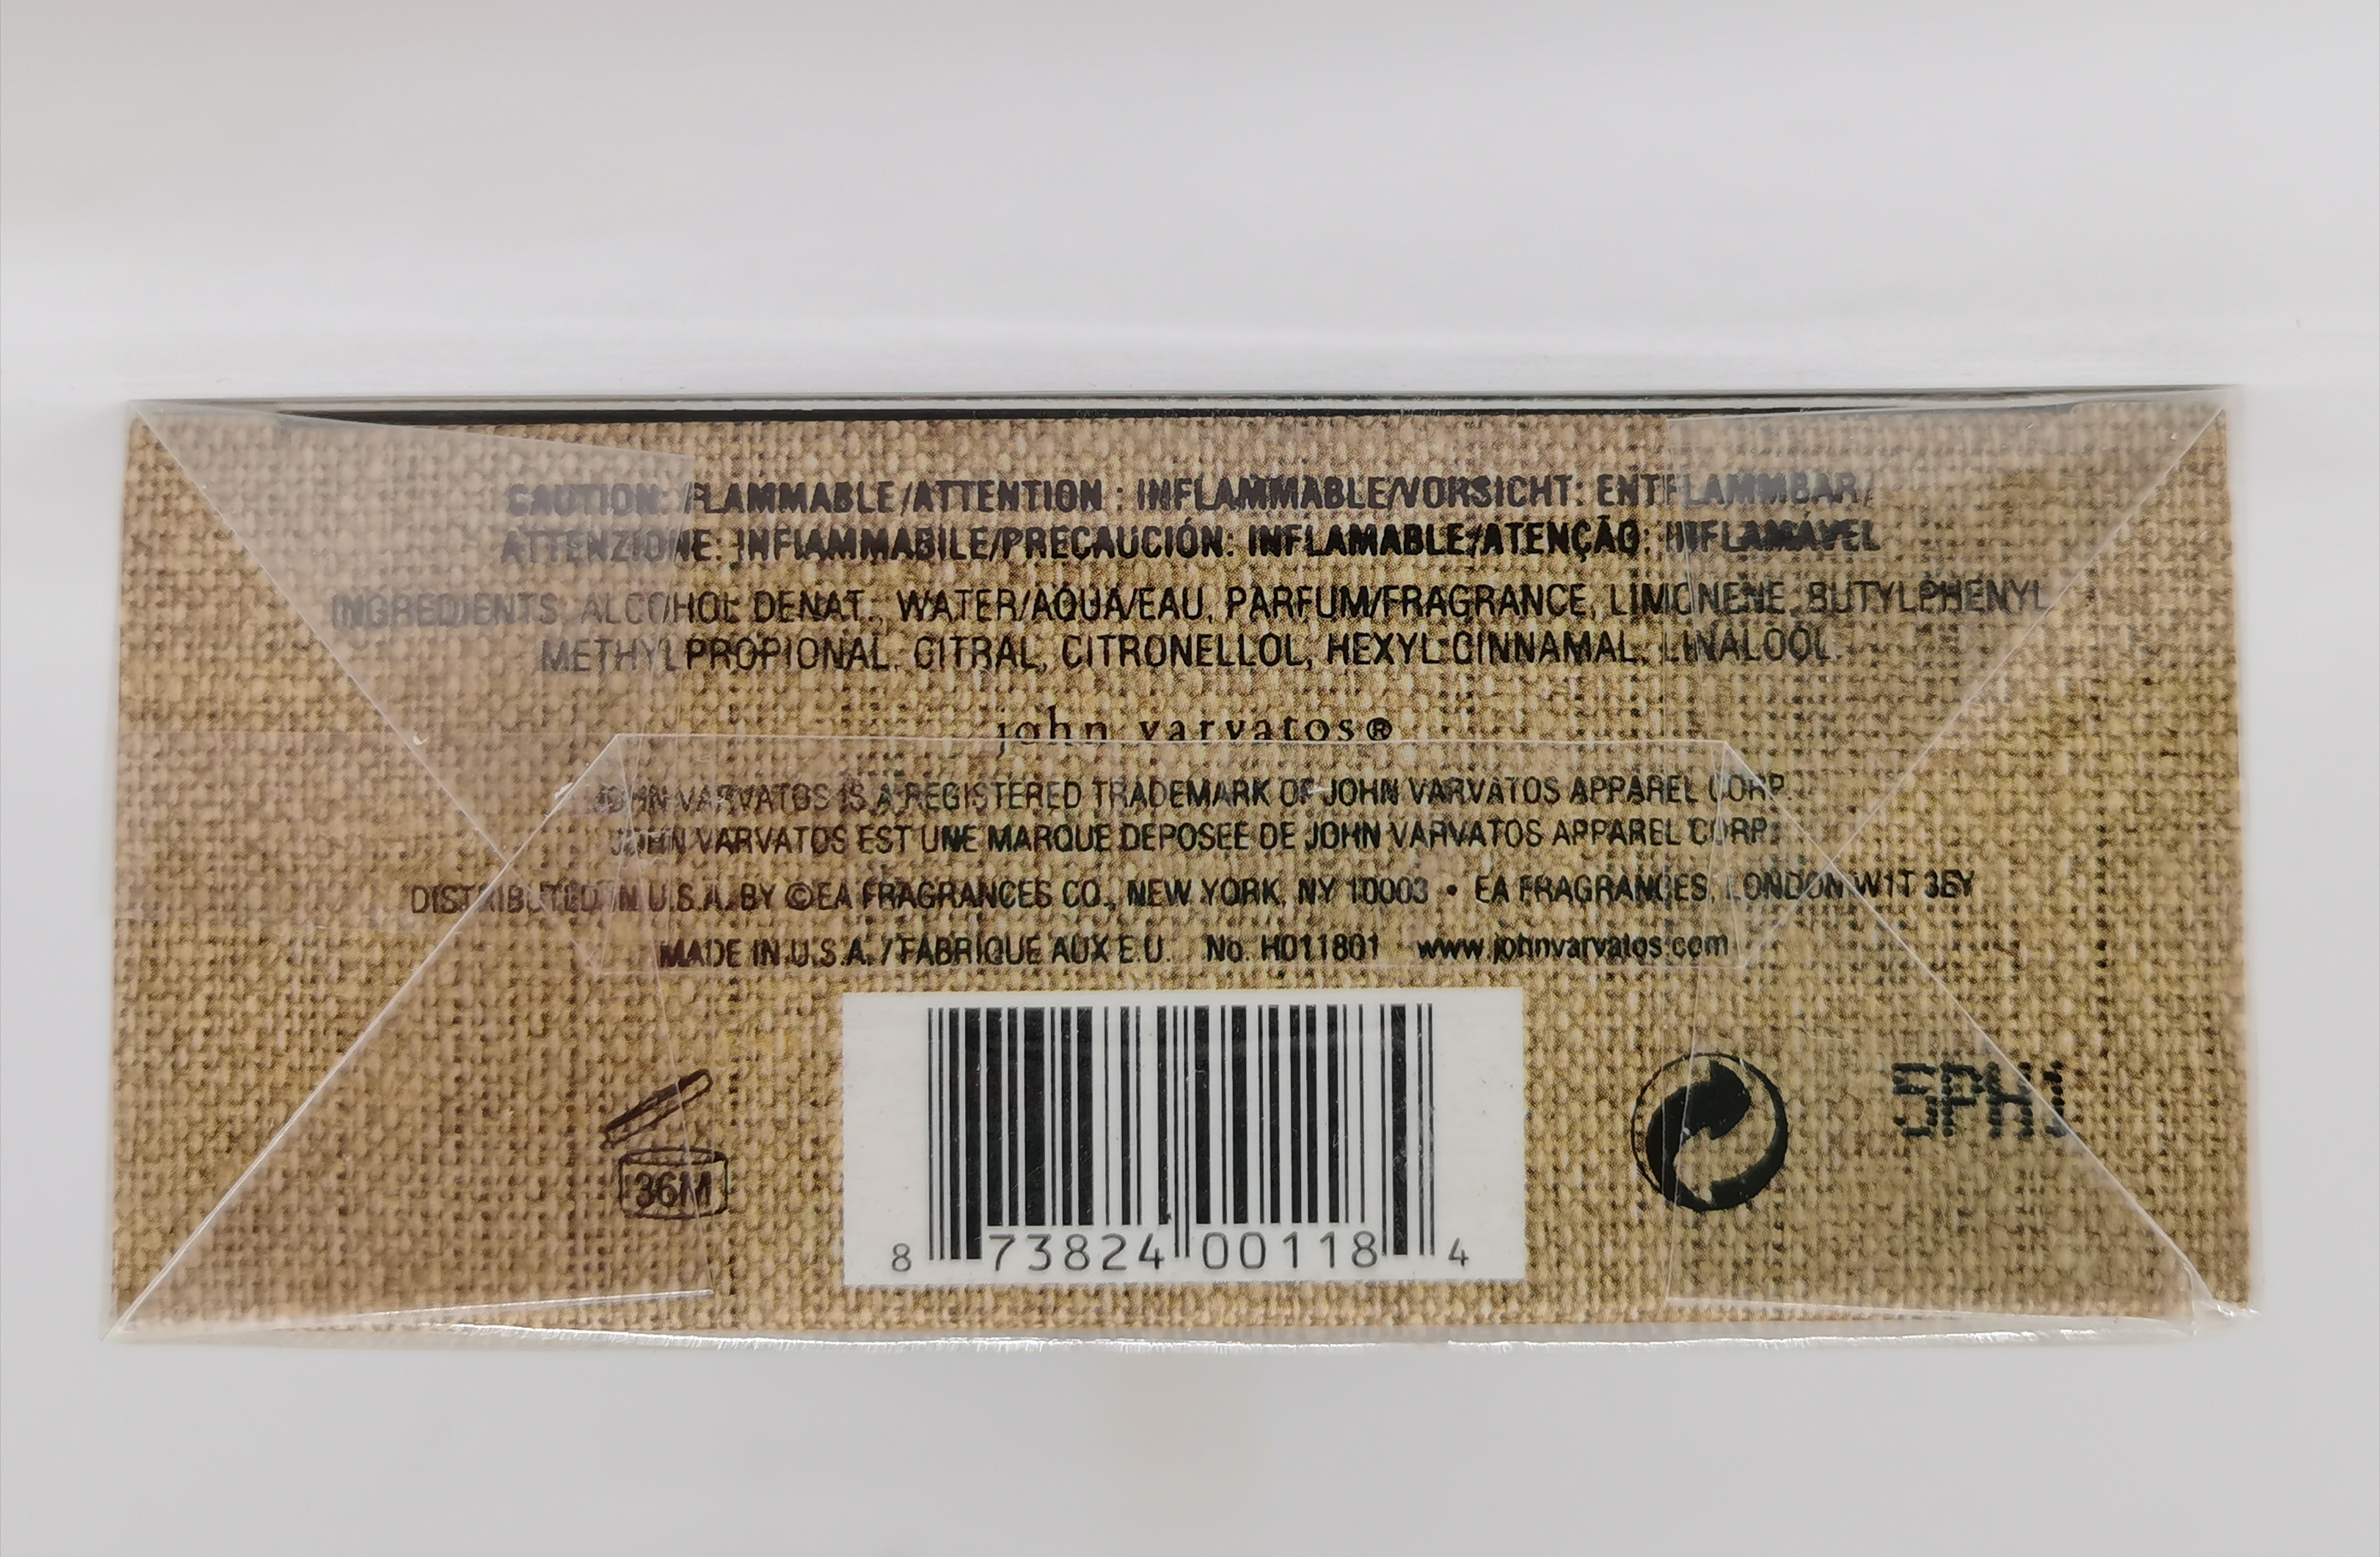 CAUTION: FLAMMABLE/ATTENTION : INFLAMMABLE/VORSICHT: ENTFLAMMBAR/
ATTENZIONE: INFIAMMABILE/PRECAUCIÓN: INFLAMABLE/ATENÇÃO: INFLAMÁVEL
INGREDIENTS: ALCOHOL DENAT., WATER/AQUA/EAU, PARFUM/FRAGRANCE, LIMONENE, BUTYLPHENYL
METHYLPROPIONAL, CITRAL, CITRONELLOL, HEXYL CINNAMAL, LINALOOL.
john varvatos®
JOHN VARVATOS IS A REGISTERED TRADEMARK OF JOHN VARVATOS APPAREL CORP.
JOHN VARVATOS EST UNE MARQUE DEPOSEE DE JOHN VARVATOS APPAREL CORP.
DISTRIBUTED IN U.S.A. BY ©EA FRAGRANCES CO., NEW YORK, NY 10003 • EA FRAGRANCES, LONDON W1T
MADE IN U.S.A. / FABRIQUE AUX E.U. No. H011801 www.johnvarvatos.com
36M
8 73824 00118 4